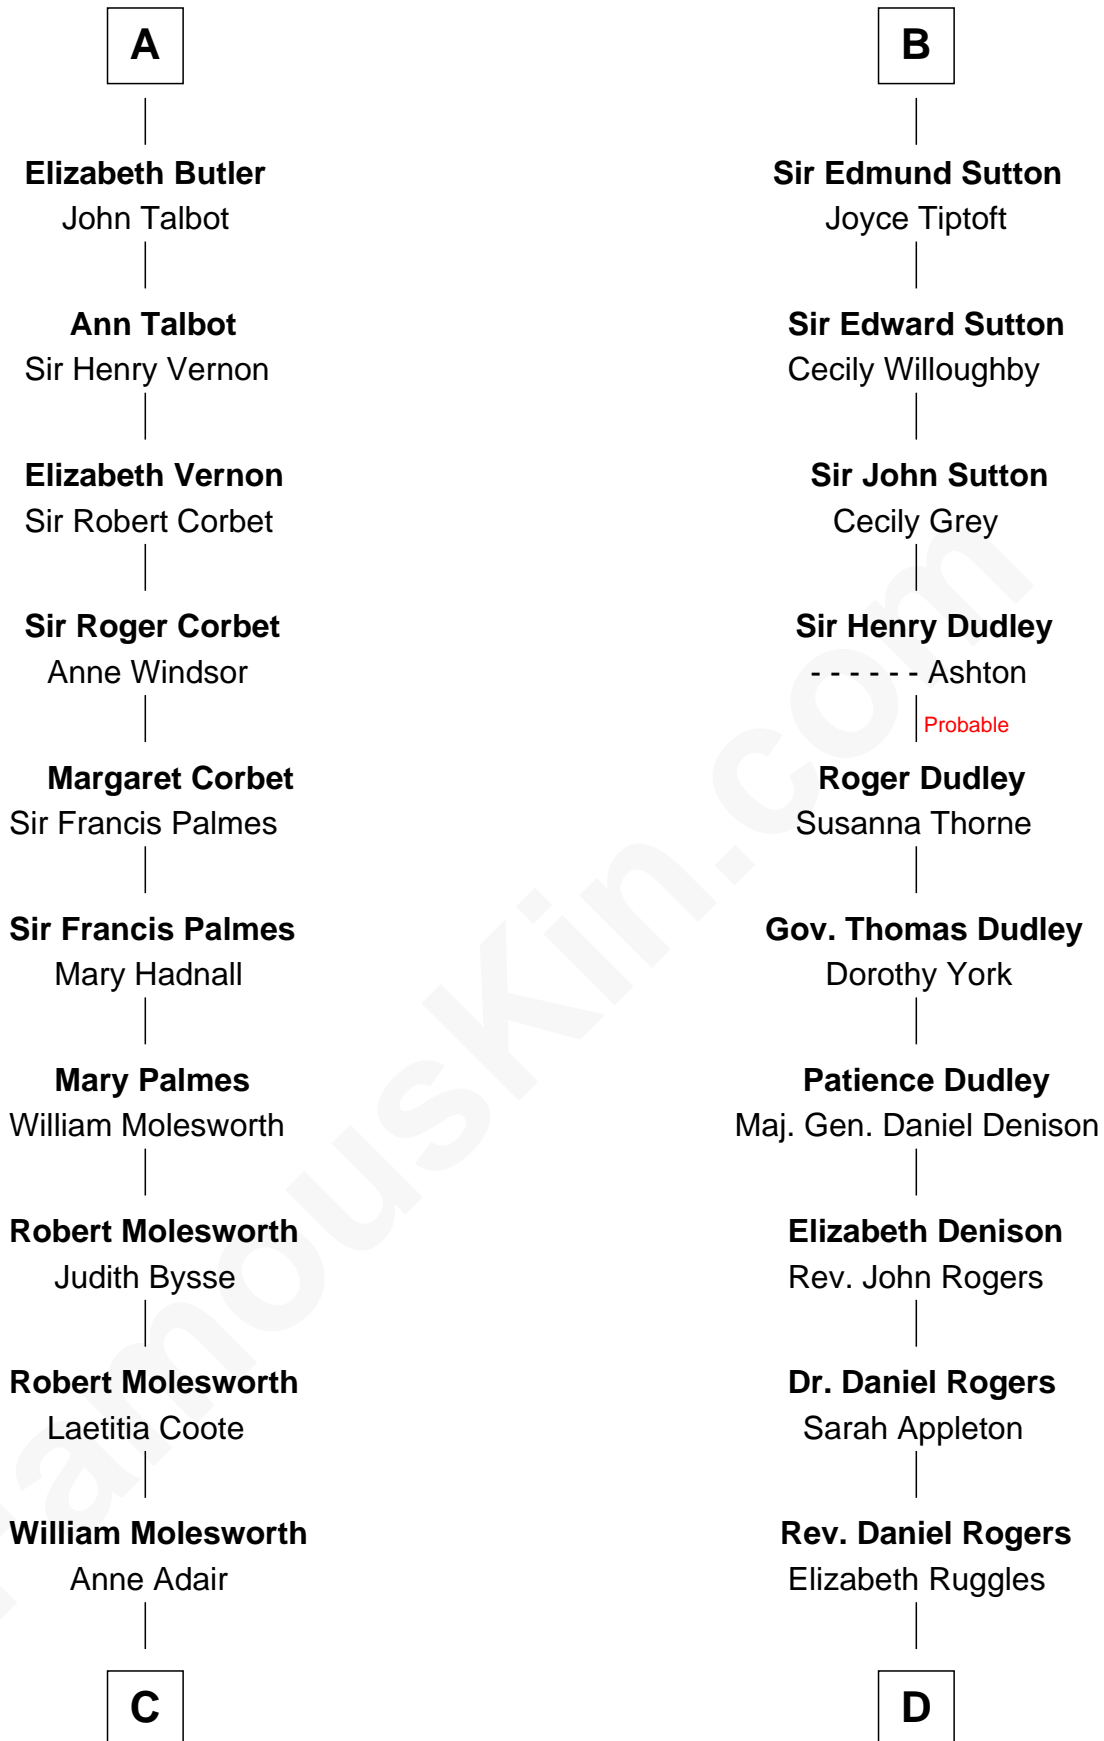 A
Elizabeth Butler
John Talbot
Ann Talbot
Sir Henry Vernon
Elizabeth Vernon
Sir Robert Corbet
Sir Roger Corbet
Anne Windsor
Margaret Corbet
Sir Francis Palmes
Sir Francis Palmes
Mary Hadnall
Mary Palmes
William Molesworth
Robert Molesworth
Judith Bysse
Robert Molesworth
Laetitia Coote
William Molesworth
Anne Adair
C
B
Sir Edmund Sutton
Joyce Tiptoft
Sir Edward Sutton
Cecily Willoughby
Sir John Sutton
Cecily Grey
Sir Henry Dudley
- - - - - - Ashton
Probable
Roger Dudley
Susanna Thorne
Gov. Thomas Dudley
Dorothy York
Patience Dudley
Maj. Gen. Daniel Denison
Elizabeth Denison
Rev. John Rogers
Dr. Daniel Rogers
Sarah Appleton
Rev. Daniel Rogers
Elizabeth Ruggles
D
FamousKin.com